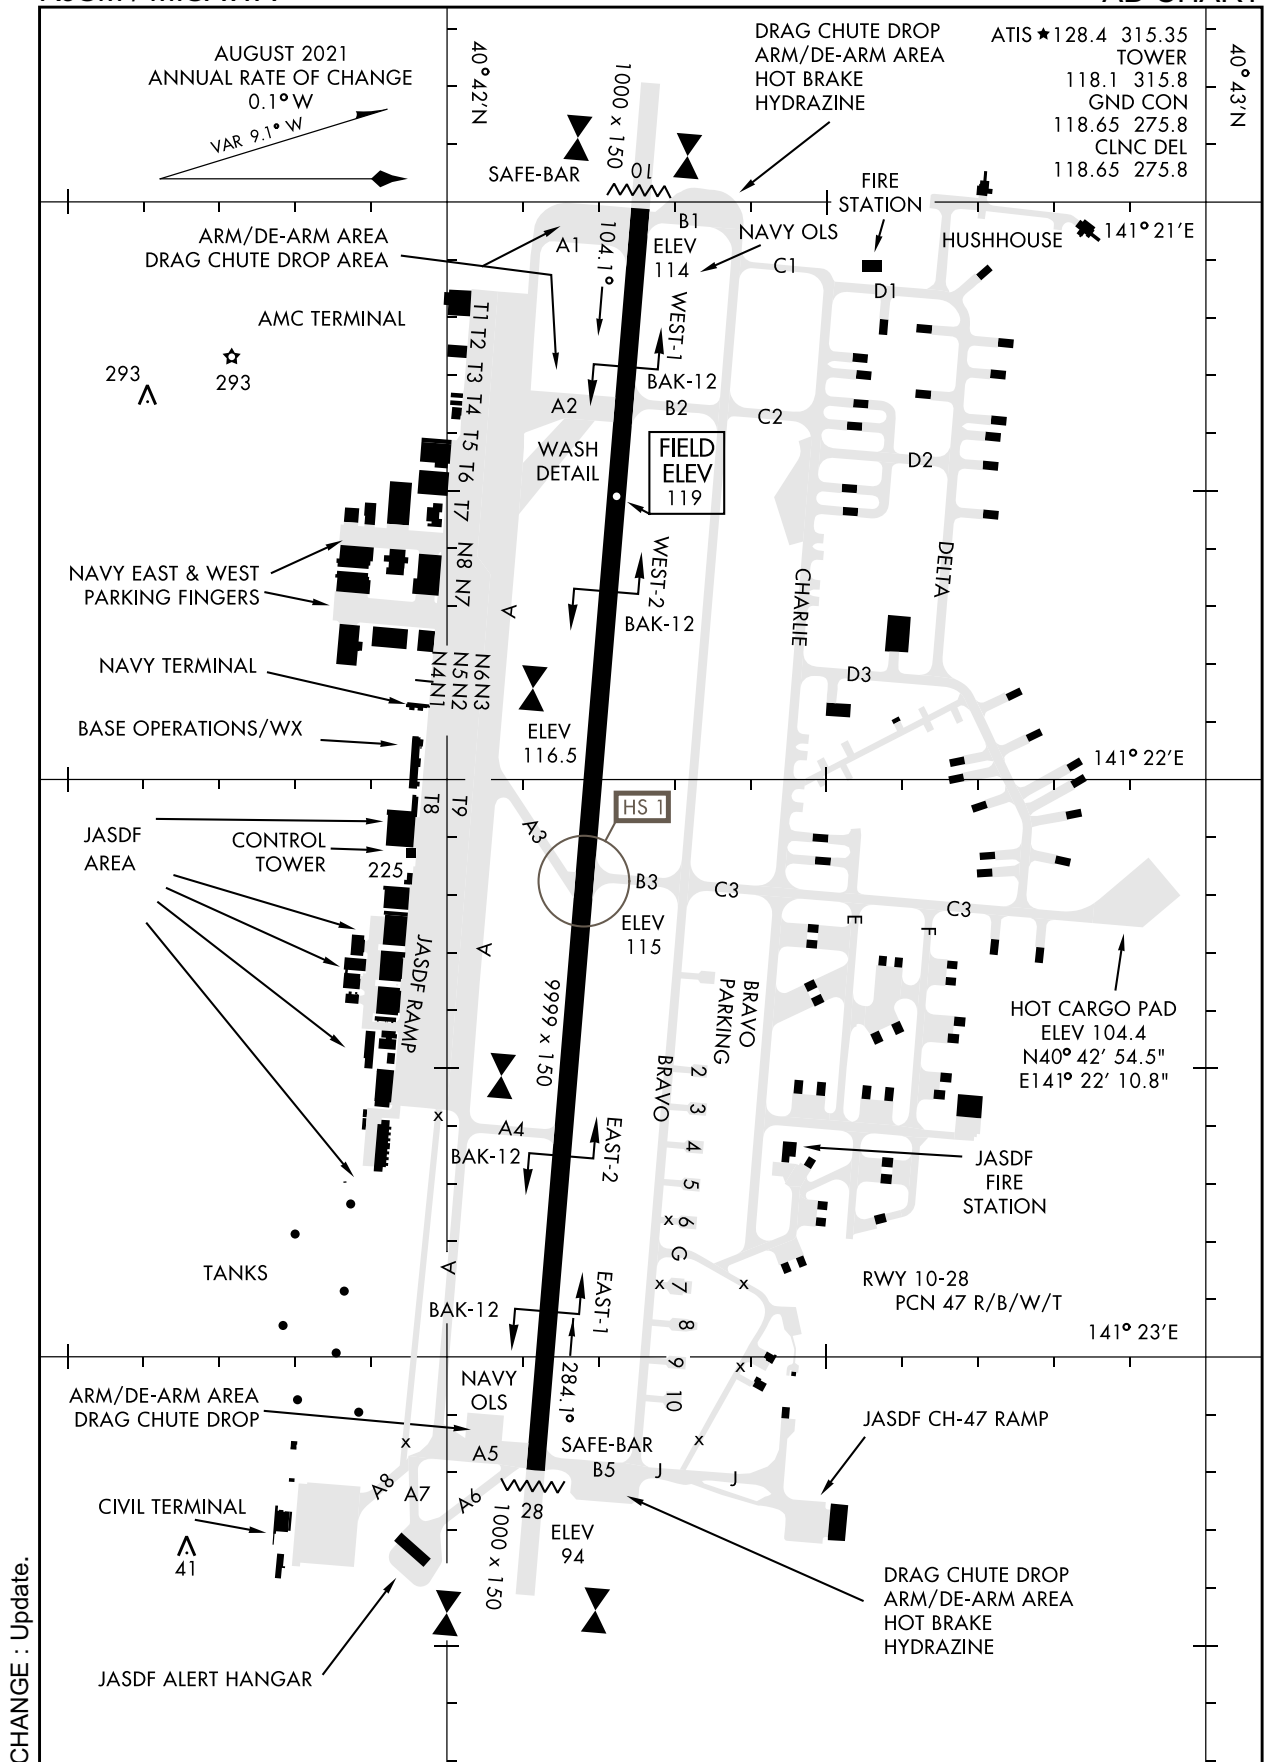 AUGUST 2021
ANNUAL RATE OF CHANGE
0.1° W
VAR 9.1° W
40°42'N
1000 x 150
DRAG CHUTE DROP
ARM/DE-ARM AREA
HOT BRAKE
HYDRAZINE
ATIS ★128.4 315.35
TOWER
118.1 315.8
GND CON
118.65 275.8
CLNC DEL
118.65 275.8
40°43'N
SAFE-BAR
10
FIRE
STATION
ARM/DE-ARM AREA
DRAG CHUTE DROP AREA
A1
104.1°
B1
ELEV
114
NAVY OLS
C1
HUSHHOUSE
141°21'E
D1
AMC TERMINAL
T1
T2
T3
T4
T5
T6
T7
WEST-1
BAK-12
293
293
A2
B2
C2
WASH
DETAIL
FIELD
ELEV
119
D2
NAVY EAST & WEST
PARKING FINGERS
N8
N7
A
WEST-2
BAK-12
CHARLIE
DELTA
NAVY TERMINAL
N6 N3
N5 N2
N4 N1
D3
BASE OPERATIONS/WX
ELEV
116.5
141°22'E
T8
T9
HS 1
JASDF
AREA
CONTROL
TOWER
225
A3
B3
C3
C3
E
F
ELEV
115
JASDF RAMP
A
9999 x 150
BRAVO
PARKING
BRAVO
HOT CARGO PAD
ELEV 104.4
N40° 42' 54.5"
E141° 22' 10.8"
2
3
4
5
6
G
7
8
9
10
x
A4
BAK-12
EAST-2
JASDF
FIRE
STATION
x
TANKS
A
x
x
RWY 10-28
PCN 47 R/B/W/T
BAK-12
EAST-1
141°23'E
x
284.1°
NAVY
OLS
ARM/DE-ARM AREA
DRAG CHUTE DROP
JASDF CH-47 RAMP
x
x
A5
SAFE-BAR
B5
J
J
A8
A7
A6
CIVIL TERMINAL
41
28
1000 x 150
ELEV
94
DRAG CHUTE DROP
ARM/DE-ARM AREA
HOT BRAKE
HYDRAZINE
JASDF ALERT HANGAR
CHANGE : Update.